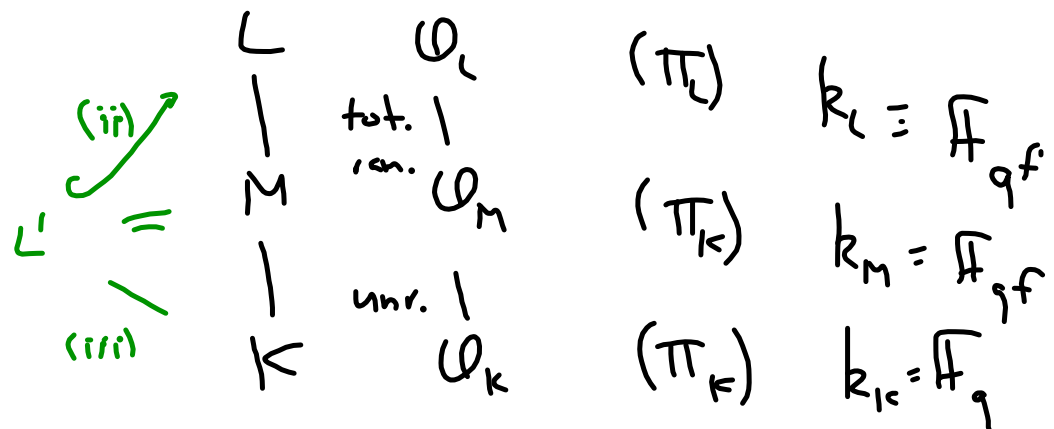 L O_L (π_L) k_L = F_{q^f}
(ii) tot. ram.
L' = M O_M (π_K) k_M = F_{q^f}
(iii) unr.
K O_K (π_K) k_K = F_q